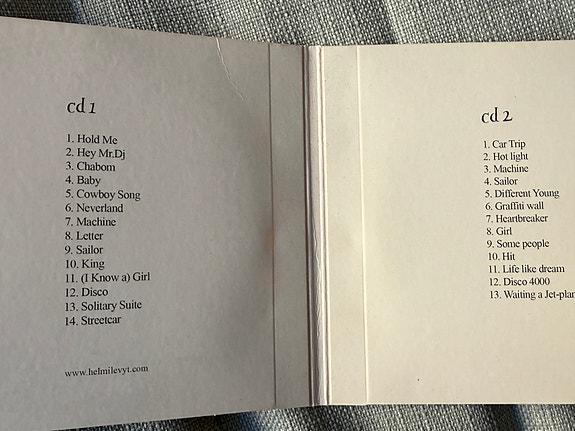 cd 1
1. Hold Me
2. Hey Mr.Dj
3. Chabom
4. Baby
5. Cowboy Song
6. Neverland
7. Machine
8. Letter
9. Sailor
10. King
11. (I Know a) Girl
12. Disco
13. Solitary Suite
14. Streetcar
www.helmilevyt.com
cd 2
1. Car Trip
2. Hot light
3. Machine
4. Sailor
5. Different Young
6. Graffiti wall
7. Heartbreaker
8. Girl
9. Some people
10. Hit
11. Life like dream
12. Disco 4000
13. Waiting a